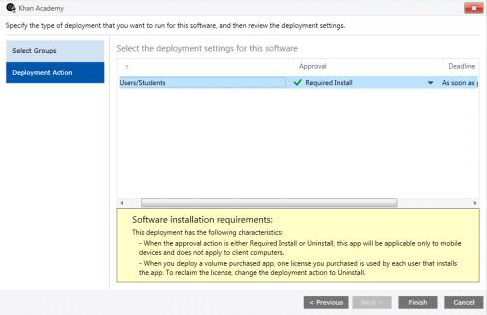 Khan Academy
Specify the type of deployment that you want to run for this software, and then review the deployment settings.
Select Groups
Deployment Action
Select the deployment settings for this software
Approval Deadline
Users/Students Required Install As soon as
Software installation requirements:
This deployment has the following characteristics:
- When the approval action is either Required Install or Uninstall, this app will be applicable only to mobile
devices and does not apply to client computers.
- When you deploy a volume purchased app, one license you purchased is used by each user that installs
the app. To reclaim the license, change the deployment action to Uninstall.
< Previous Next > Finish Cancel